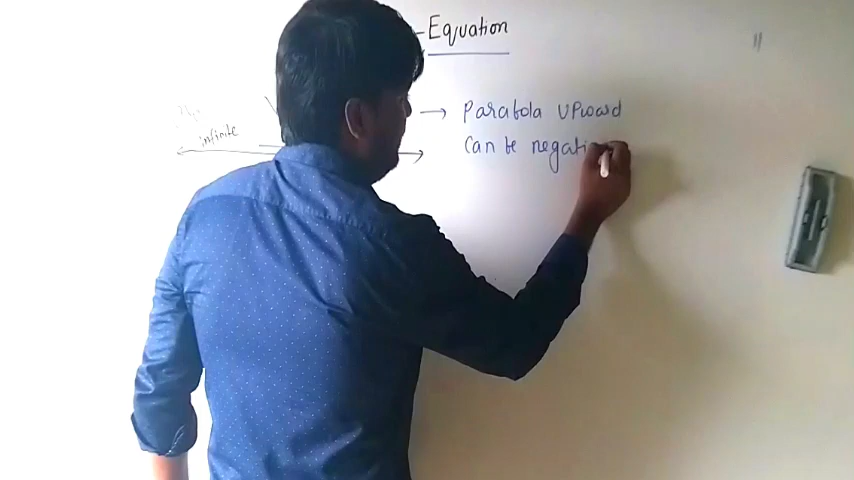 Equation
Parabola upward
infinite
Can be negati